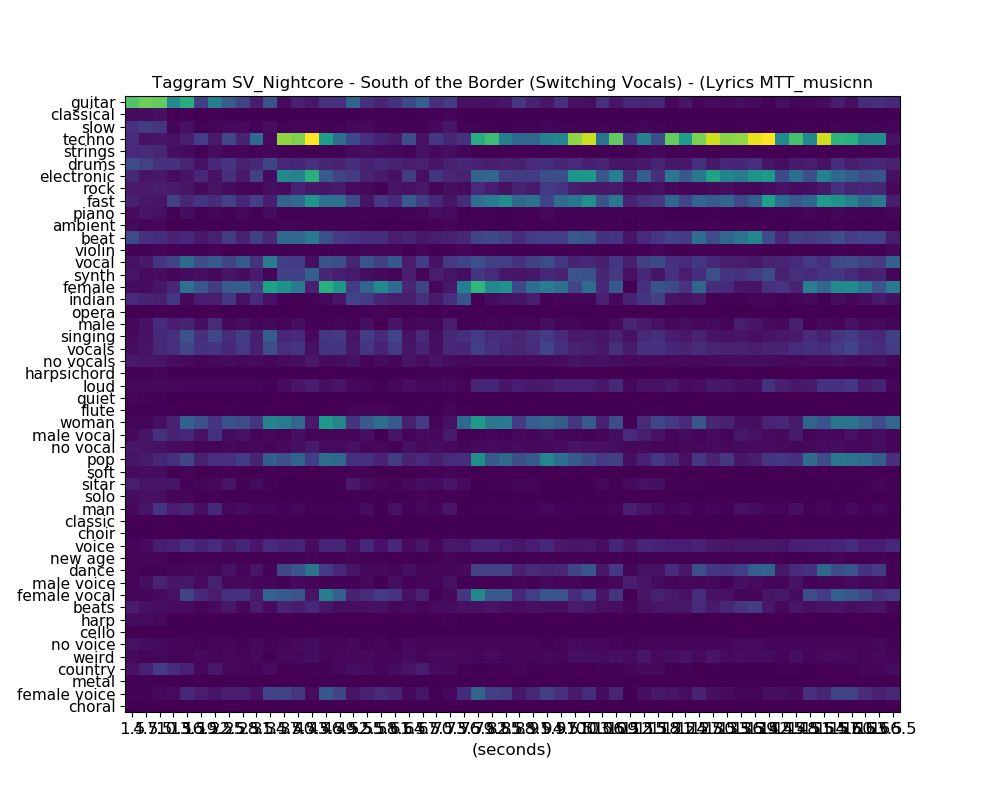 Taggram SV_Nightcore - South of the Border (Switching Vocals) - (Lyrics MTT_musicnn
guitar
classical
slow
techno
strings
drums
electronic
rock
fast
piano
ambient
beat
violin
vocal
synth
female
indian
opera
male
singing
vocals
no vocals
harpsichord
loud
quiet
flute
woman
male vocal
no vocal
pop
soft
sitar
solo
man
classic
choir
voice
new age
dance
male voice
female vocal
beats
harp
cello
no voice
weird
country
metal
female voice
choral
(seconds)